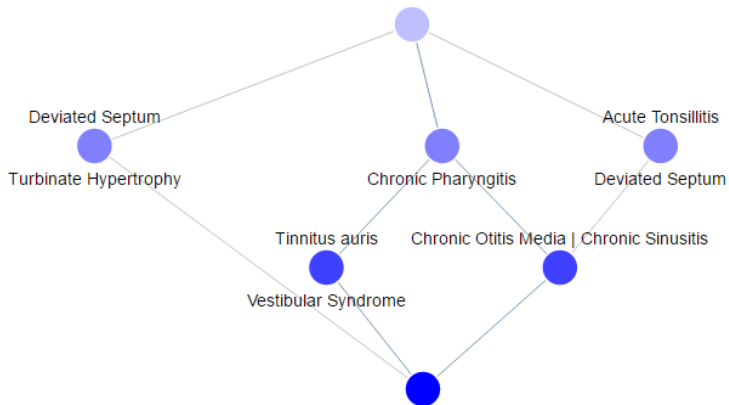 Deviated Septum
Acute Tonsillitis
Turbinate Hypertrophy
Chronic Pharyngitis
Deviated Septum
Tinnitus auris
Chronic Otitis Media | Chronic Sinusitis
Vestibular Syndrome